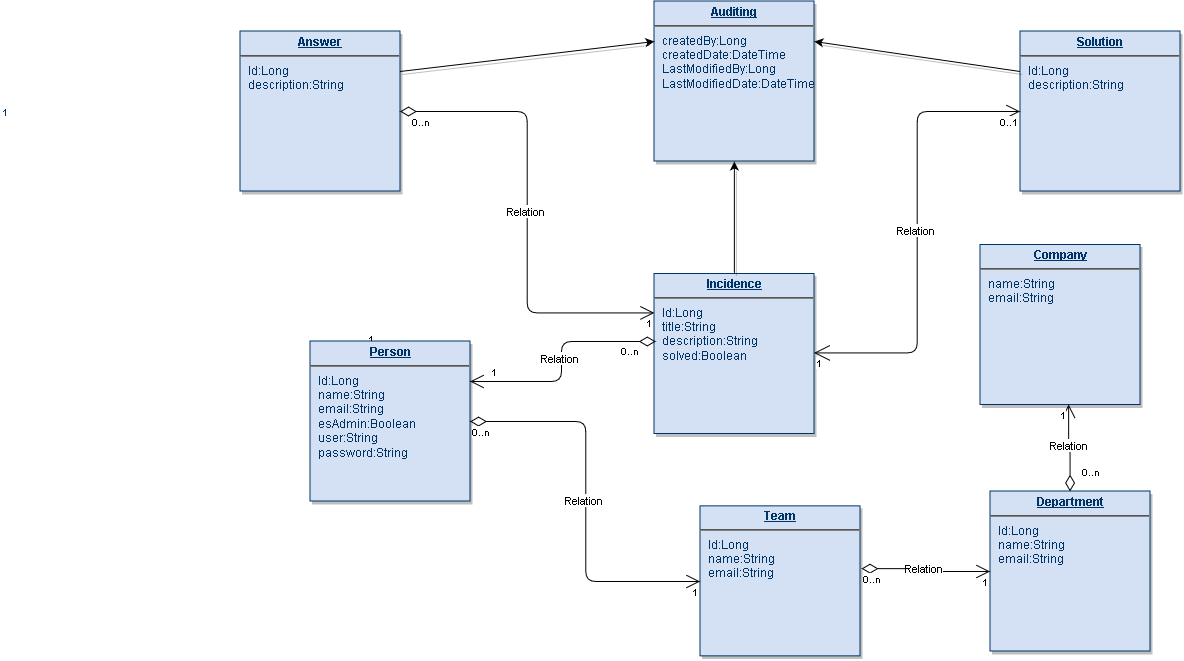 Auditing
createdBy:Long
createdDate:DateTime
LastModifiedBy:Long
LastModifiedDate:DateTime
Answer
Id:Long
description:String
Solution
Id:Long
description:String
1
0..n
0..1
Relation
Relation
Company
name:String
email:String
Incidence
Id:Long
title:String
description:String
solved:Boolean
1
0..n
1
1
Relation
1
Person
Id:Long
name:String
email:String
esAdmin:Boolean
user:String
password:String
0..n
Relation
1
1
Relation
0..n
Team
Id:Long
name:String
email:String
0..n
Relation
1
Department
Id:Long
name:String
email:String